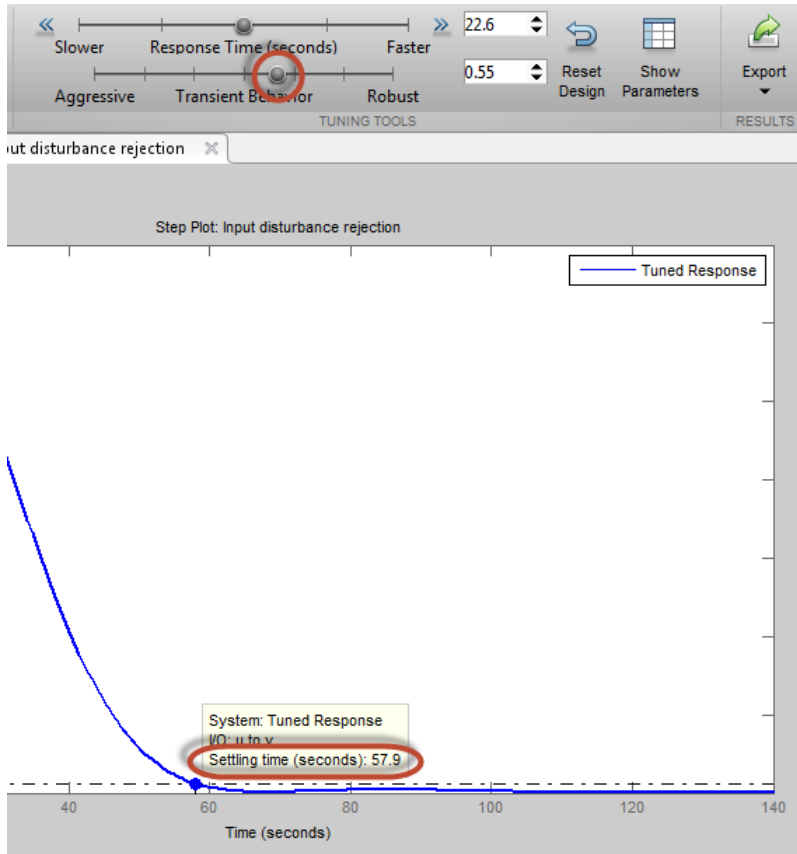 Slower Response Time (seconds) Faster 22.6
Aggressive Transient Behavior Robust 0.55
Reset Design
Show Parameters
Export
TUNING TOOLS
RESULTS
ut disturbance rejection
Step Plot: Input disturbance rejection
Tuned Response
System: Tuned Response
I/O: u to y
Settling time (seconds): 57.9
40 60 80 100 120 140
Time (seconds)